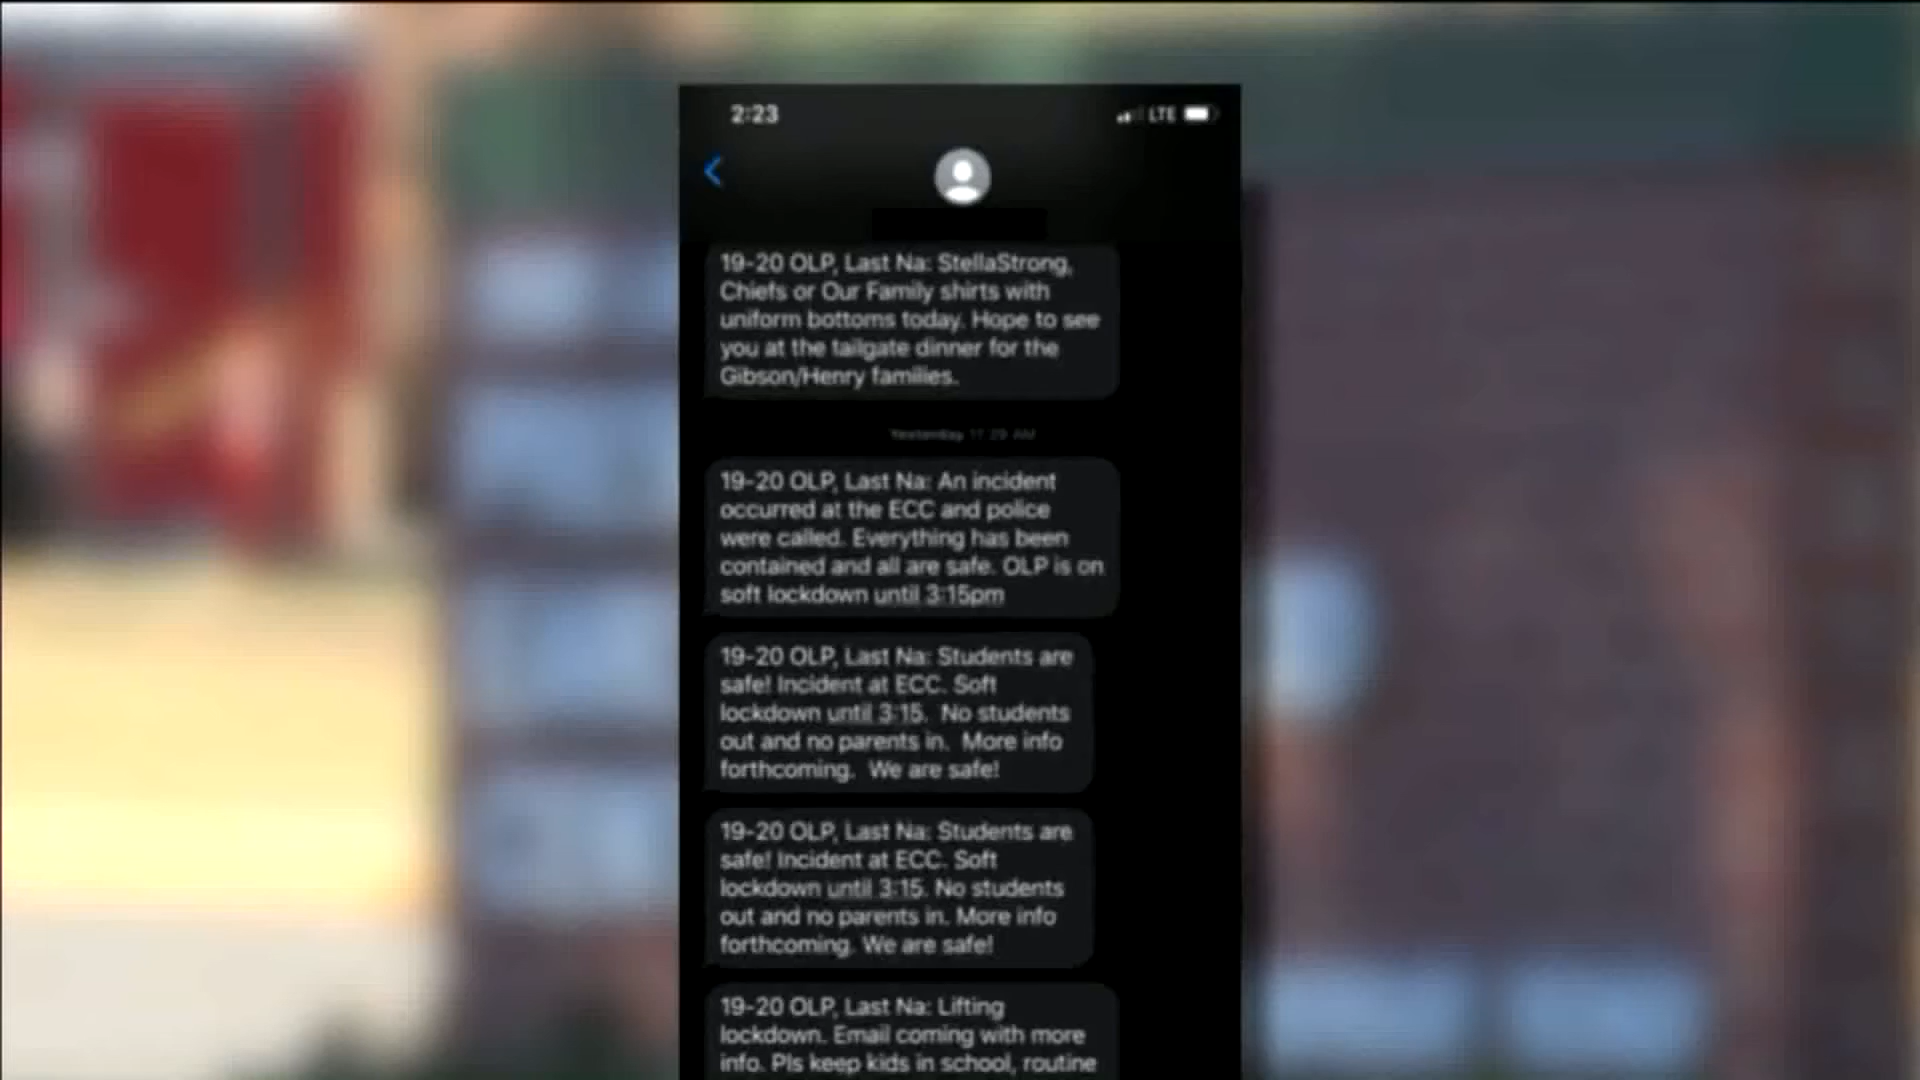 2:23
LTE
19-20 OLP, Last Na: StellaStrong,
Chiefs or Our Family shirts with
uniform bottoms today. Hope to see
you at the tailgate dinner for the
Gibson/Henry families.
Yesterday 11:29 AM
19-20 OLP, Last Na: An incident
occurred at the ECC and police
were called. Everything has been
contained and all are safe. OLP is on
soft lockdown until 3:15pm
19-20 OLP, Last Na: Students are
safe! Incident at ECC. Soft
lockdown until 3:15.  No students
out and no parents in.  More info
forthcoming.  We are safe!
19-20 OLP, Last Na: Students are
safe! Incident at ECC. Soft
lockdown until 3:15. No students
out and no parents in. More info
forthcoming. We are safe!
19-20 OLP, Last Na: Lifting
lockdown. Email coming with more
info. Pls keep kids in school, routine